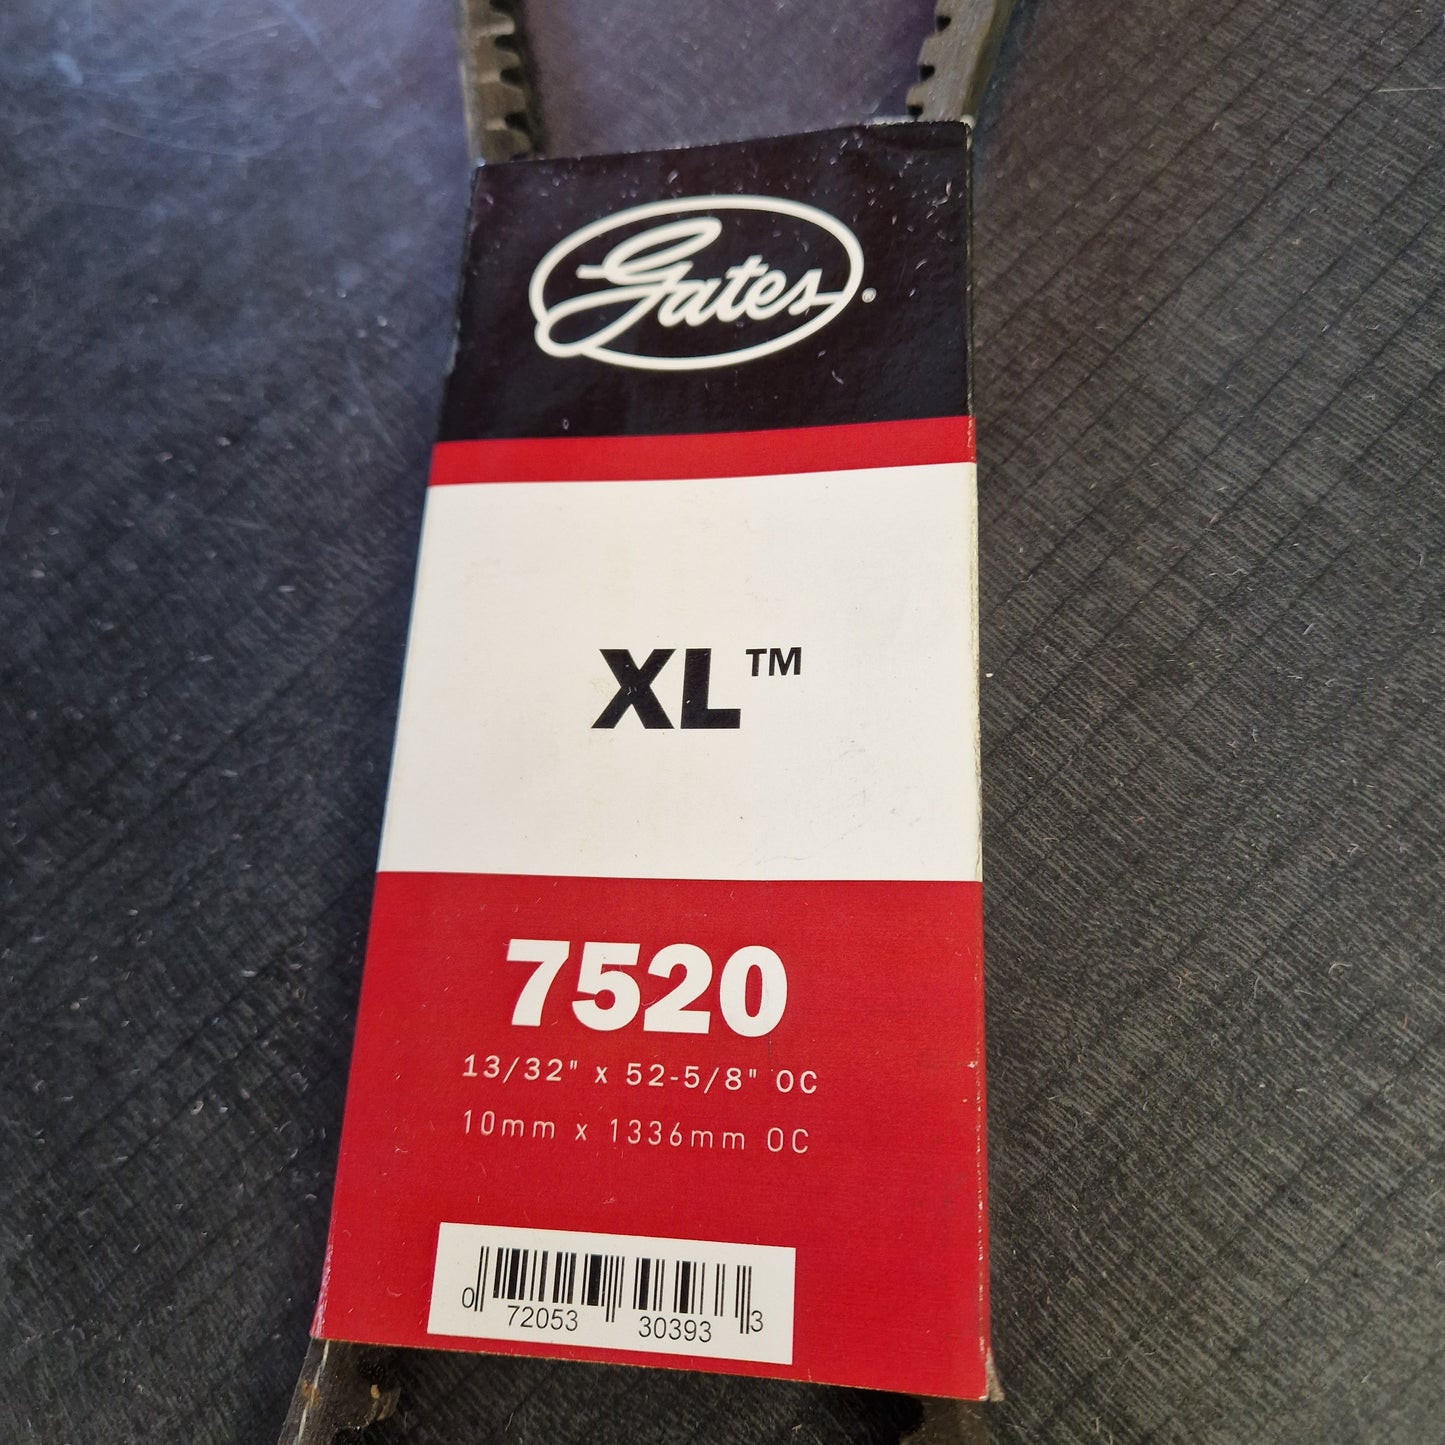 Gates®
XL™
7520
13/32" x 52-5/8" OC
10mm x 1336mm OC
0 72053 30393 3